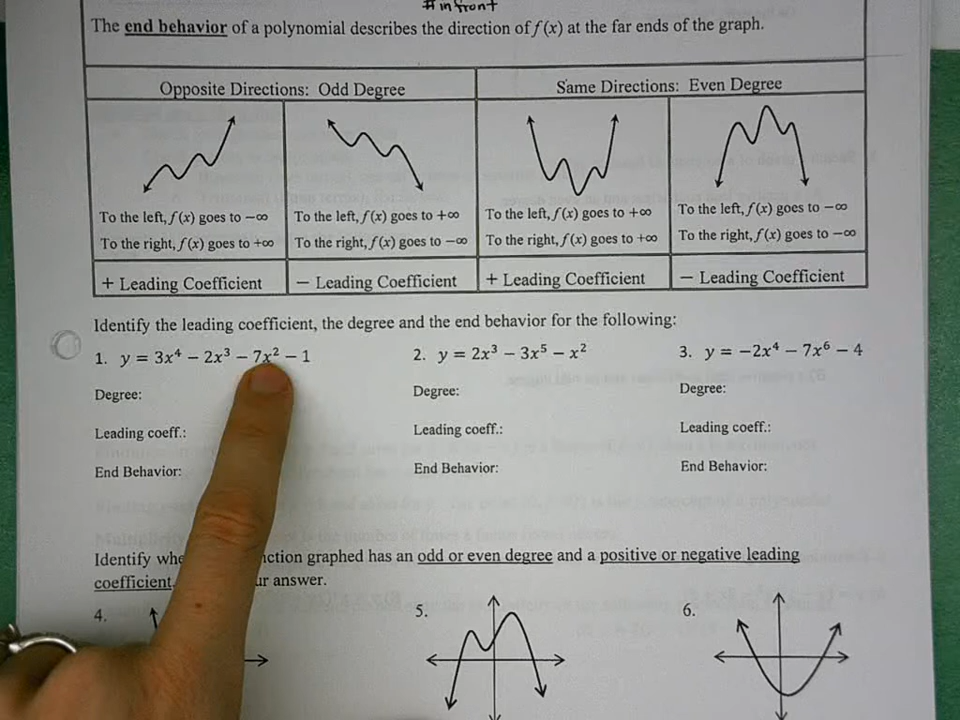 # in front
The end behavior of a polynomial describes the direction of f(x) at the far ends of the graph.
Opposite Directions: Odd Degree
Same Directions: Even Degree
To the left, f(x) goes to −∞
To the right, f(x) goes to +∞
To the left, f(x) goes to +∞
To the right, f(x) goes to −∞
To the left, f(x) goes to +∞
To the right, f(x) goes to +∞
To the left, f(x) goes to −∞
To the right, f(x) goes to −∞
+ Leading Coefficient
− Leading Coefficient
+ Leading Coefficient
− Leading Coefficient
Identify the leading coefficient, the degree and the end behavior for the following:
1. y = 3x⁴ − 2x³ − 7x² − 1
2. y = 2x³ − 3x⁵ − x²
3. y = −2x⁴ − 7x⁶ − 4
Degree:
Degree:
Degree:
Leading coeff.:
Leading coeff.:
Leading coeff.:
End Behavior:
End Behavior:
End Behavior:
Identify graphed has an odd or even degree and a positive or negative leading
coefficient. answer.
4.
5.
6.